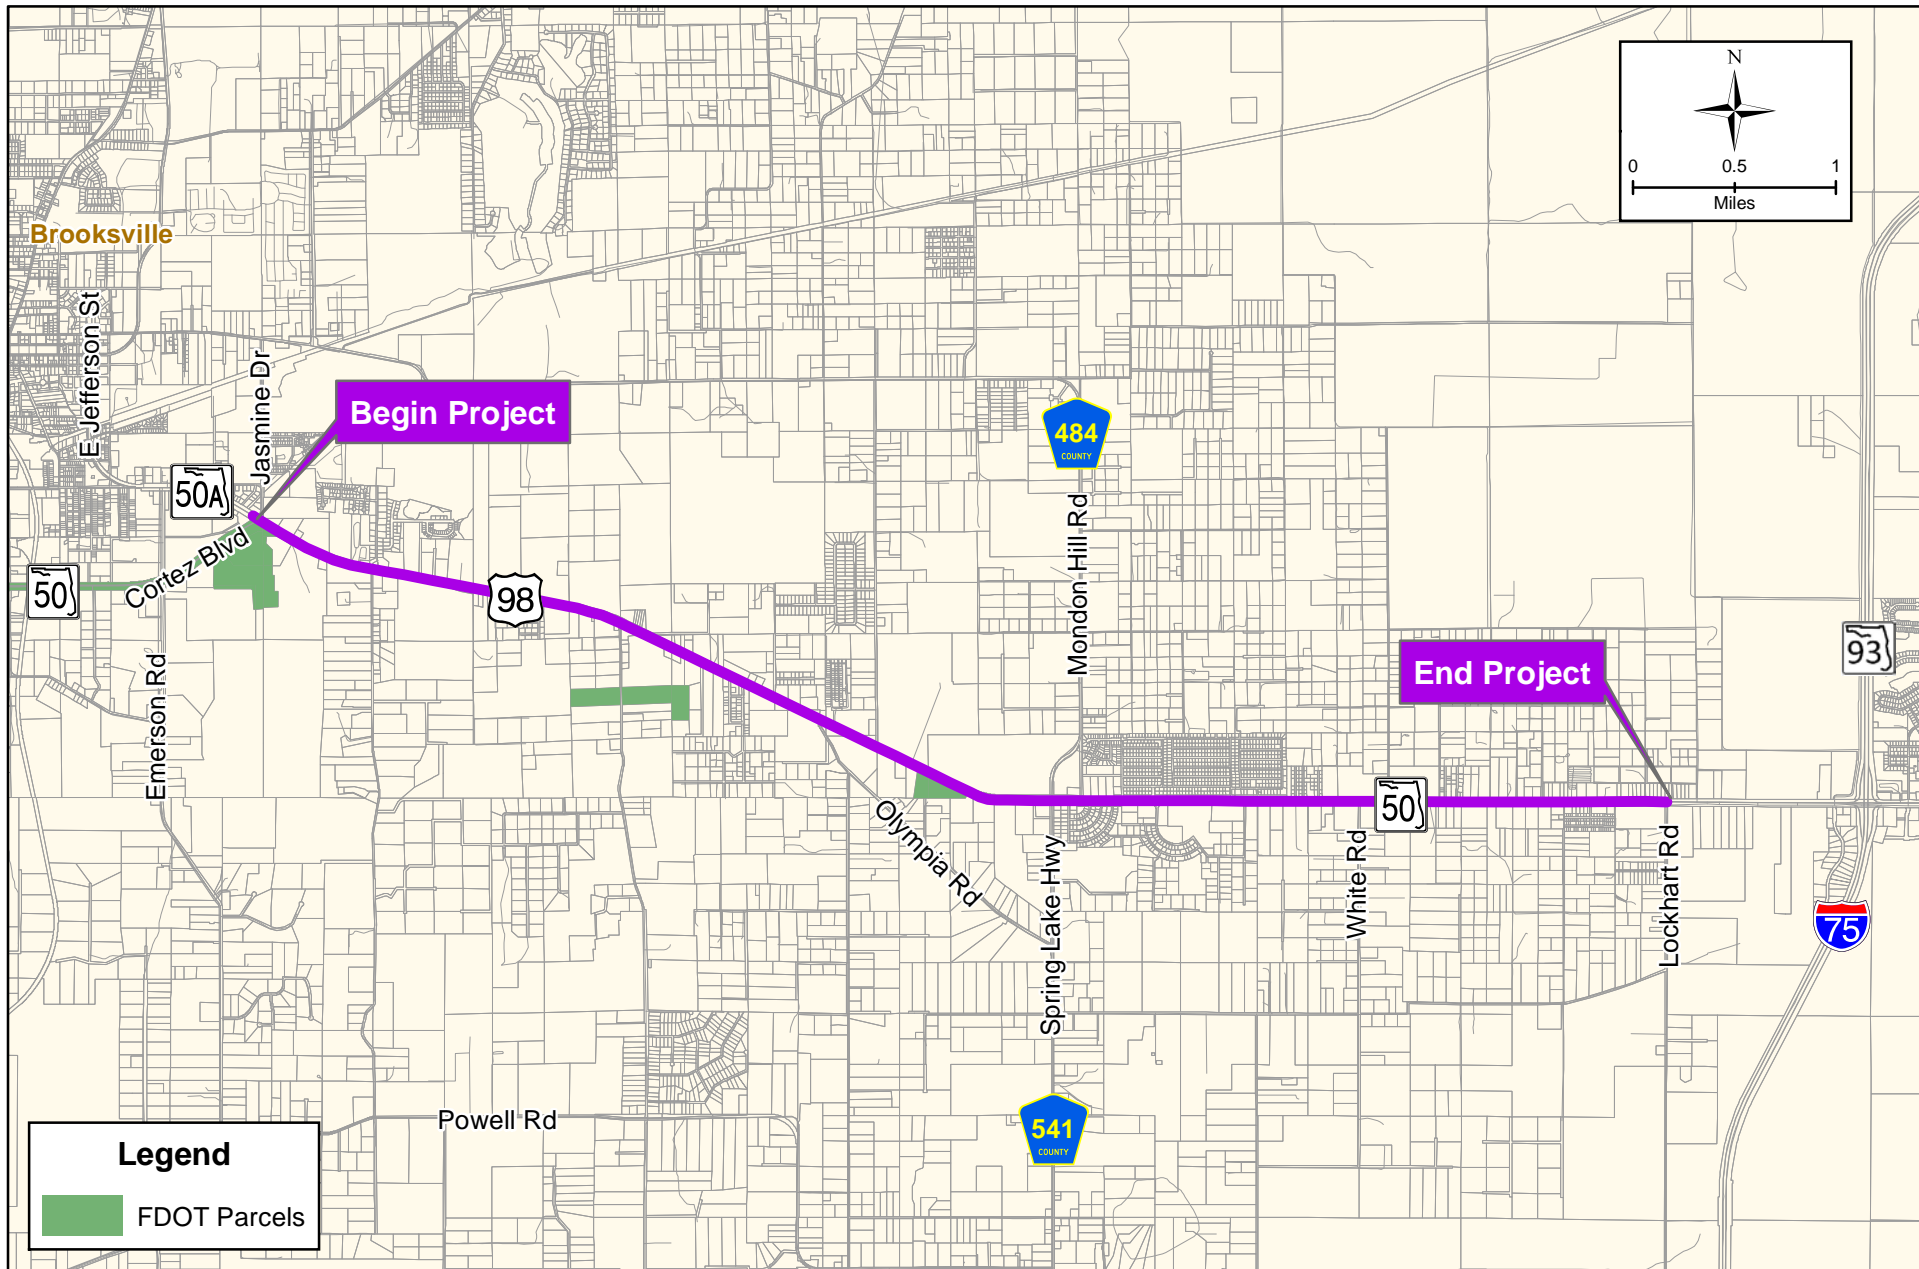 N
0 0.5 1
Miles
Brooksville
E Jefferson St
Jasmine Dr
Begin Project
484
COUNTY
50A
Cortez Blvd
50
98
Mondon Hill Rd
93
End Project
Emerson Rd
50
Olympia Rd
Spring Lake Hwy
White Rd
Lockhart Rd
75
Powell Rd
541
COUNTY
Legend
FDOT Parcels